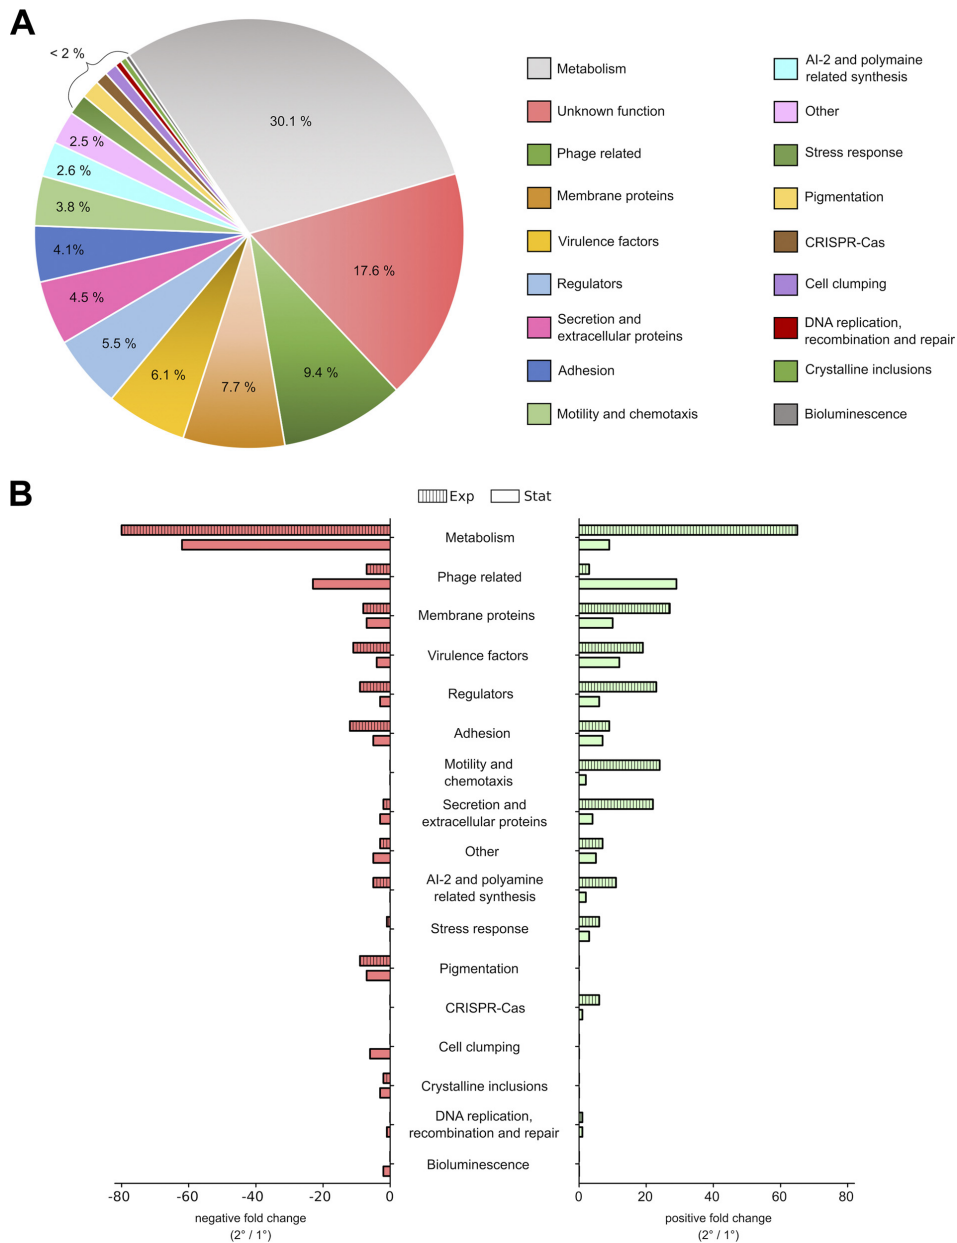 A
< 2 %
30.1 %
17.6 %
9.4 %
7.7 %
6.1 %
5.5 %
4.5 %
4.1%
3.8 %
2.6 %
2.5 %
Metabolism
Unknown function
Phage related
Membrane proteins
Virulence factors
Regulators
Secretion and
extracellular proteins
Adhesion
Motility and chemotaxis
AI-2 and polymaine
related synthesis
Other
Stress response
Pigmentation
CRISPR-Cas
Cell clumping
DNA replication,
recombination and repair
Crystalline inclusions
Bioluminescence
B
Exp Stat
Metabolism
Phage related
Membrane proteins
Virulence factors
Regulators
Adhesion
Motility and
chemotaxis
Secretion and
extracellular proteins
Other
AI-2 and polyamine
related synthesis
Stress response
Pigmentation
CRISPR-Cas
Cell clumping
Crystalline inclusions
DNA replication,
recombination and repair
Bioluminescence
-80 -60 -40 -20 0
negative fold change
(2° / 1°)
0 20 40 60 80
positive fold change
(2° / 1°)